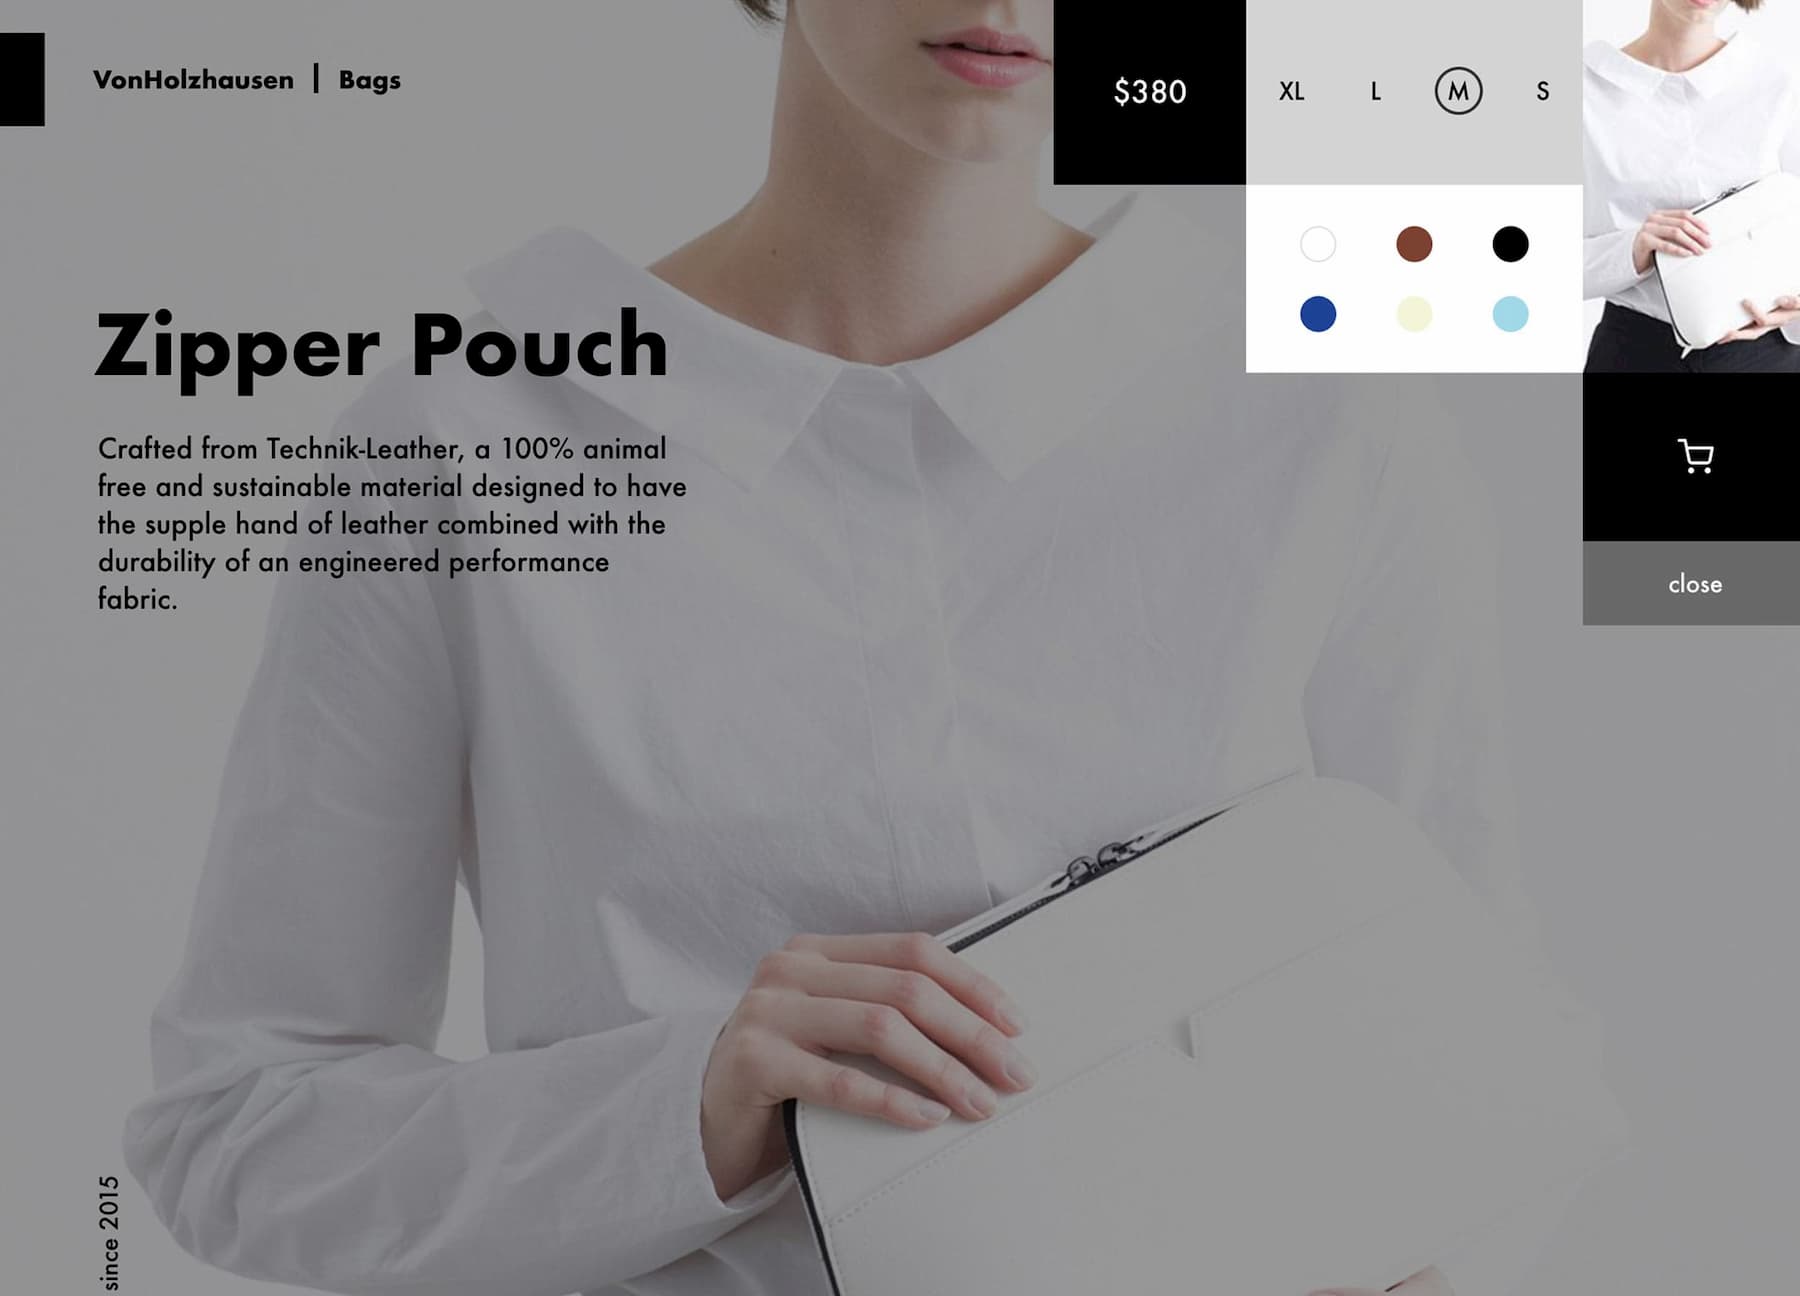 VonHolzhausen | Bags
$380
XL L M S
Zipper Pouch
Crafted from Technik-Leather, a 100% animal
free and sustainable material designed to have
the supple hand of leather combined with the
durability of an engineered performance
fabric.
close
since 2015